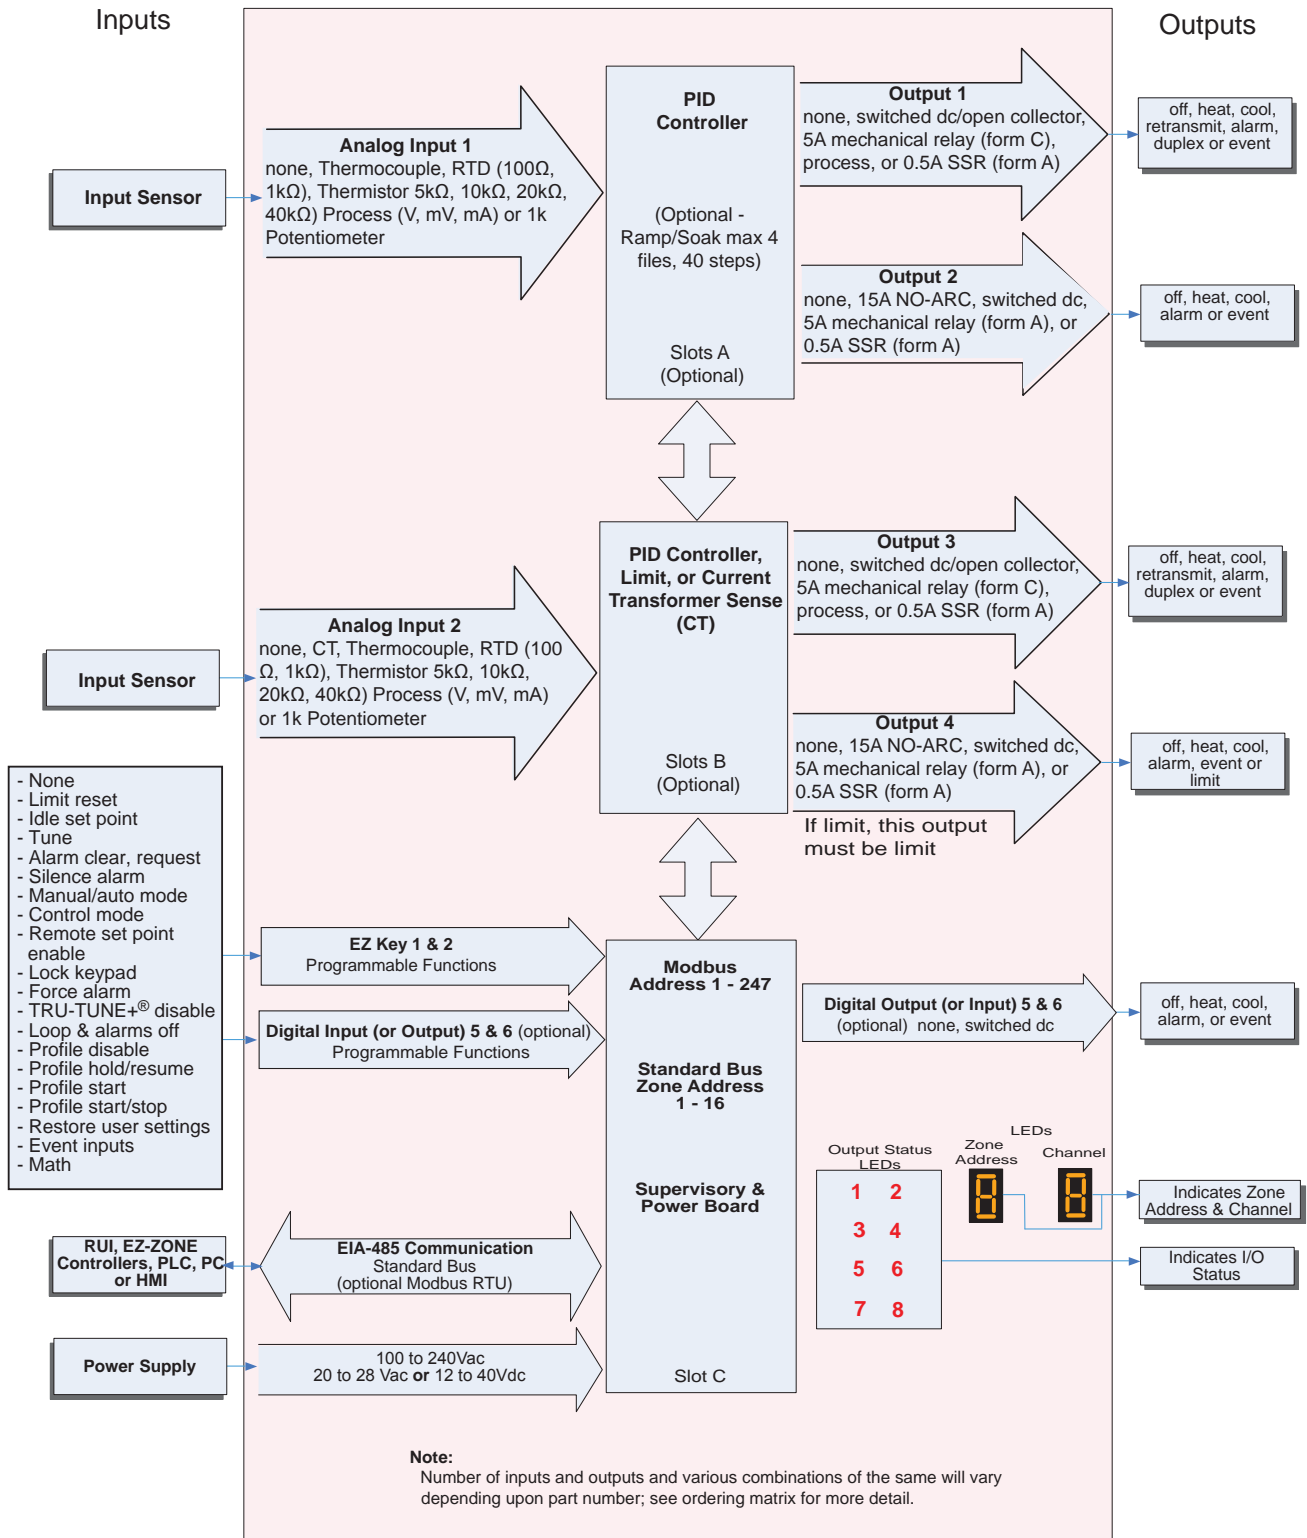 Inputs
Outputs
PID
Controller
(Optional -
Ramp/Soak max 4
files, 40 steps)
Slots A
(Optional)
Input Sensor
Analog Input 1
none, Thermocouple, RTD (100Ω,
1kΩ), Thermistor 5kΩ, 10kΩ, 20kΩ,
40kΩ) Process (V, mV, mA) or 1k
Potentiometer
Output 1
none, switched dc/open collector,
5A mechanical relay (form C),
process, or 0.5A SSR (form A)
off, heat, cool,
retransmit, alarm,
duplex or event
Output 2
none, 15A NO-ARC, switched dc,
5A mechanical relay (form A), or
0.5A SSR (form A)
off, heat, cool,
alarm or event
PID Controller,
Limit, or Current
Transformer Sense
(CT)
Slots B
(Optional)
Input Sensor
Analog Input 2
none, CT, Thermocouple, RTD (100
Ω, 1kΩ), Thermistor 5kΩ, 10kΩ,
20kΩ, 40kΩ) Process (V, mV, mA)
or 1k Potentiometer
Output 3
none, switched dc/open collector,
5A mechanical relay (form C),
process, or 0.5A SSR (form A)
off, heat, cool,
retransmit, alarm,
duplex or event
Output 4
none, 15A NO-ARC, switched dc,
5A mechanical relay (form A), or
0.5A SSR (form A)
If limit, this output
must be limit
off, heat, cool,
alarm, event or
limit
- None
- Limit reset
- Idle set point
- Tune
- Alarm clear, request
- Silence alarm
- Manual/auto mode
- Control mode
- Remote set point
enable
- Lock keypad
- Force alarm
- TRU-TUNE+® disable
- Loop & alarms off
- Profile disable
- Profile hold/resume
- Profile start
- Profile start/stop
- Restore user settings
- Event inputs
- Math
EZ Key 1 & 2
Programmable Functions
Digital Input (or Output) 5 & 6 (optional)
Programmable Functions
Modbus
Address 1 - 247
Standard Bus
Zone Address
1 - 16
Supervisory &
Power Board
Slot C
Digital Output (or Input) 5 & 6
(optional) none, switched dc
off, heat, cool,
alarm, or event
Output Status
LEDs
1 2
3 4
5 6
7 8
LEDs
Zone
Address
Channel
8
8
Indicates Zone
Address & Channel
Indicates I/O
Status
RUI, EZ-ZONE
Controllers, PLC, PC
or HMI
EIA-485 Communication
Standard Bus
(optional Modbus RTU)
Power Supply
100 to 240Vac
20 to 28 Vac or 12 to 40Vdc
Note:
Number of inputs and outputs and various combinations of the same will vary
depending upon part number; see ordering matrix for more detail.